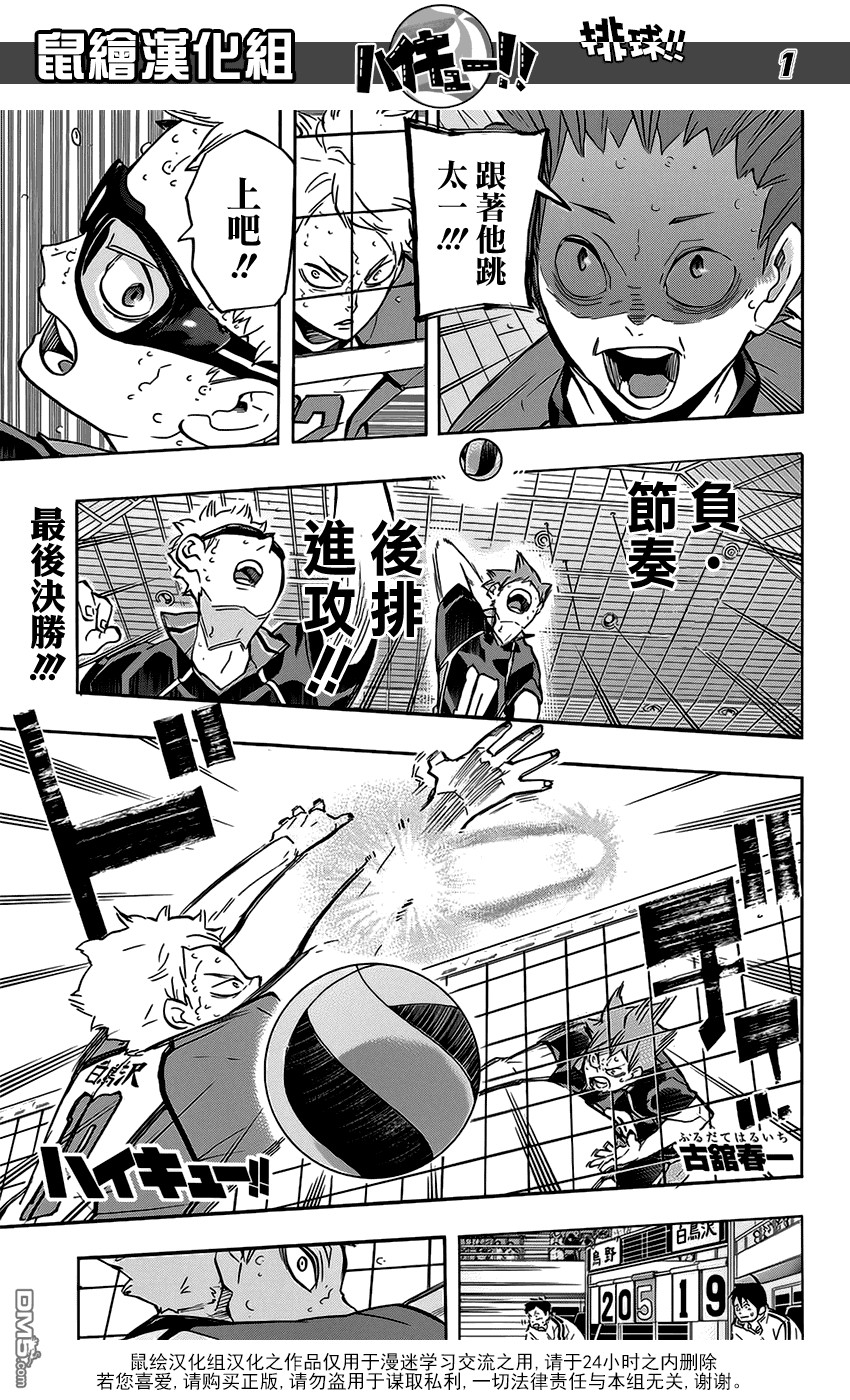 鼠繪漢化組
ハイキュー!!
排球!!
1
跟著他跳
太一!!!
上吧!!
負・
節奏
後排
進攻!!
最後決勝!!!
ド
ド
白鳥沢
ハイキュー!!
ふるだてはるいち
古舘春一
烏野
白鳥沢
20 5 19
DM5.com
鼠绘汉化组汉化之作品仅用于漫迷学习交流之用, 请于24小时之内删除
若您喜爱, 请购买正版, 请勿盗用于谋取私利, 一切法律责任与本组无关, 谢谢。